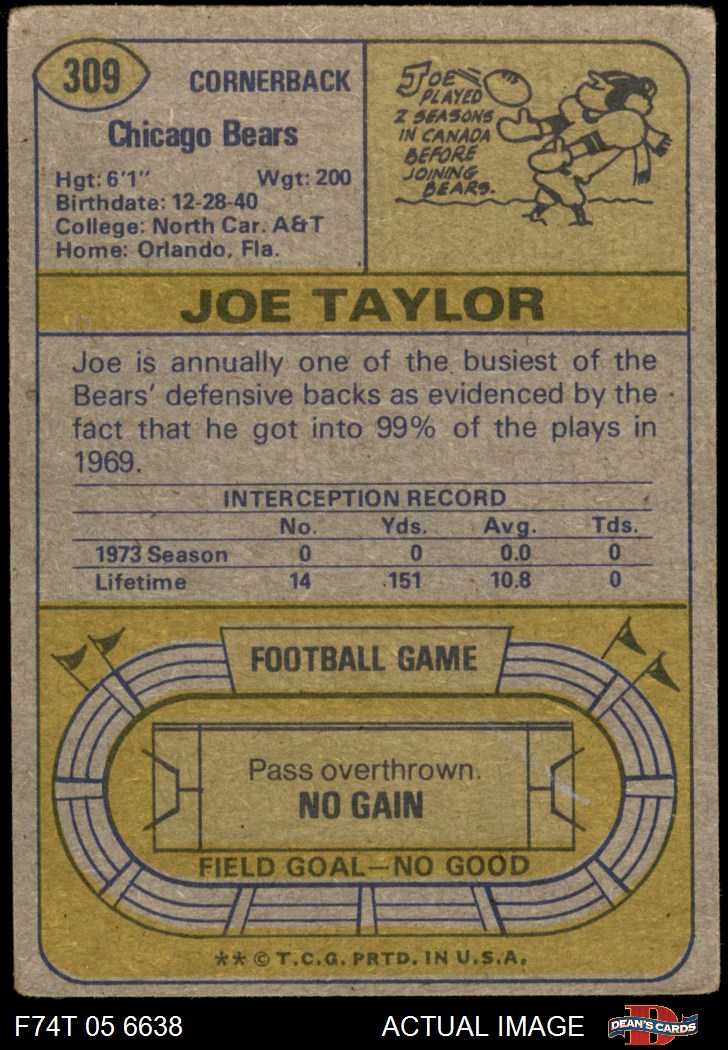 309
CORNERBACK
Chicago Bears
Hgt: 6'1" Wgt: 200
Birthdate: 12-28-40
College: North Car. A&T
Home: Orlando, Fla.
JOE
PLAYED
2 SEASONS
IN CANADA
BEFORE
JOINING
BEARS.
JOE TAYLOR
Joe is annually one of the busiest of the
Bears' defensive backs as evidenced by the
fact that he got into 99% of the plays in
1969.
INTERCEPTION RECORD
No. Yds. Avg. Tds.
1973 Season 0 0 0.0 0
Lifetime 14 151 10.8 0
FOOTBALL GAME
Pass overthrown.
NO GAIN
FIELD GOAL—NO GOOD
** © T.C.G. PRTD. IN U.S.A.
F74T 05 6638 ACTUAL IMAGE D DEAN'S CARDS